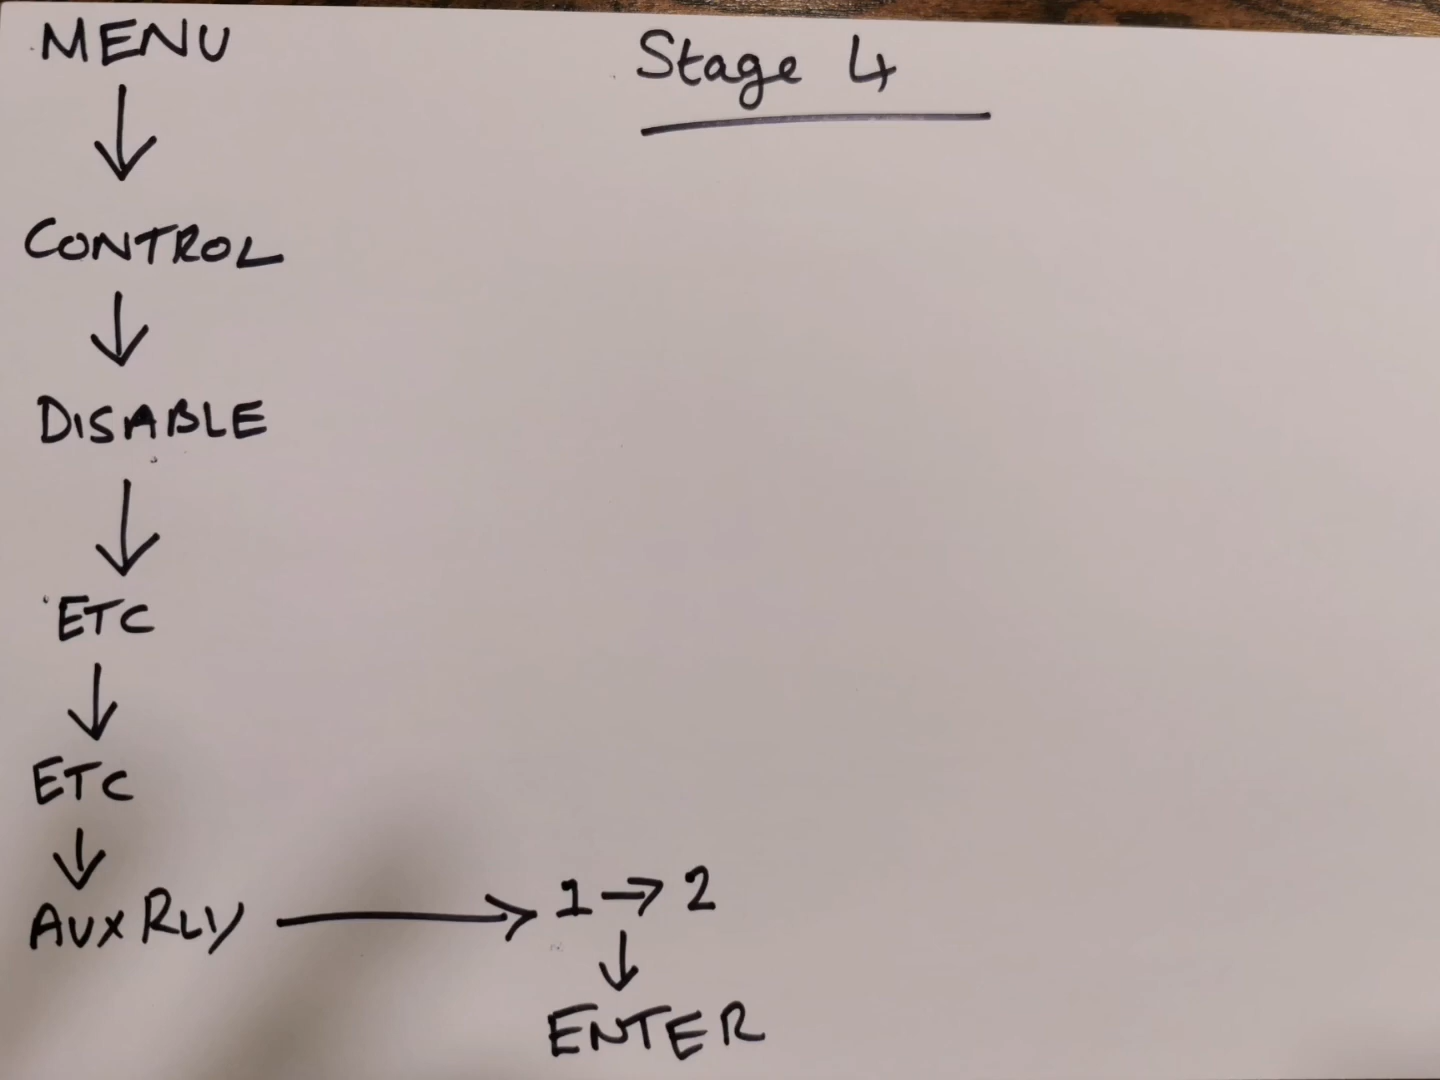 MENU
Stage 4
↓
CONTROL
↓
DISABLE
↓
ETC
↓
ETC
↓
AUX RLY → 1 → 2
↓
ENTER